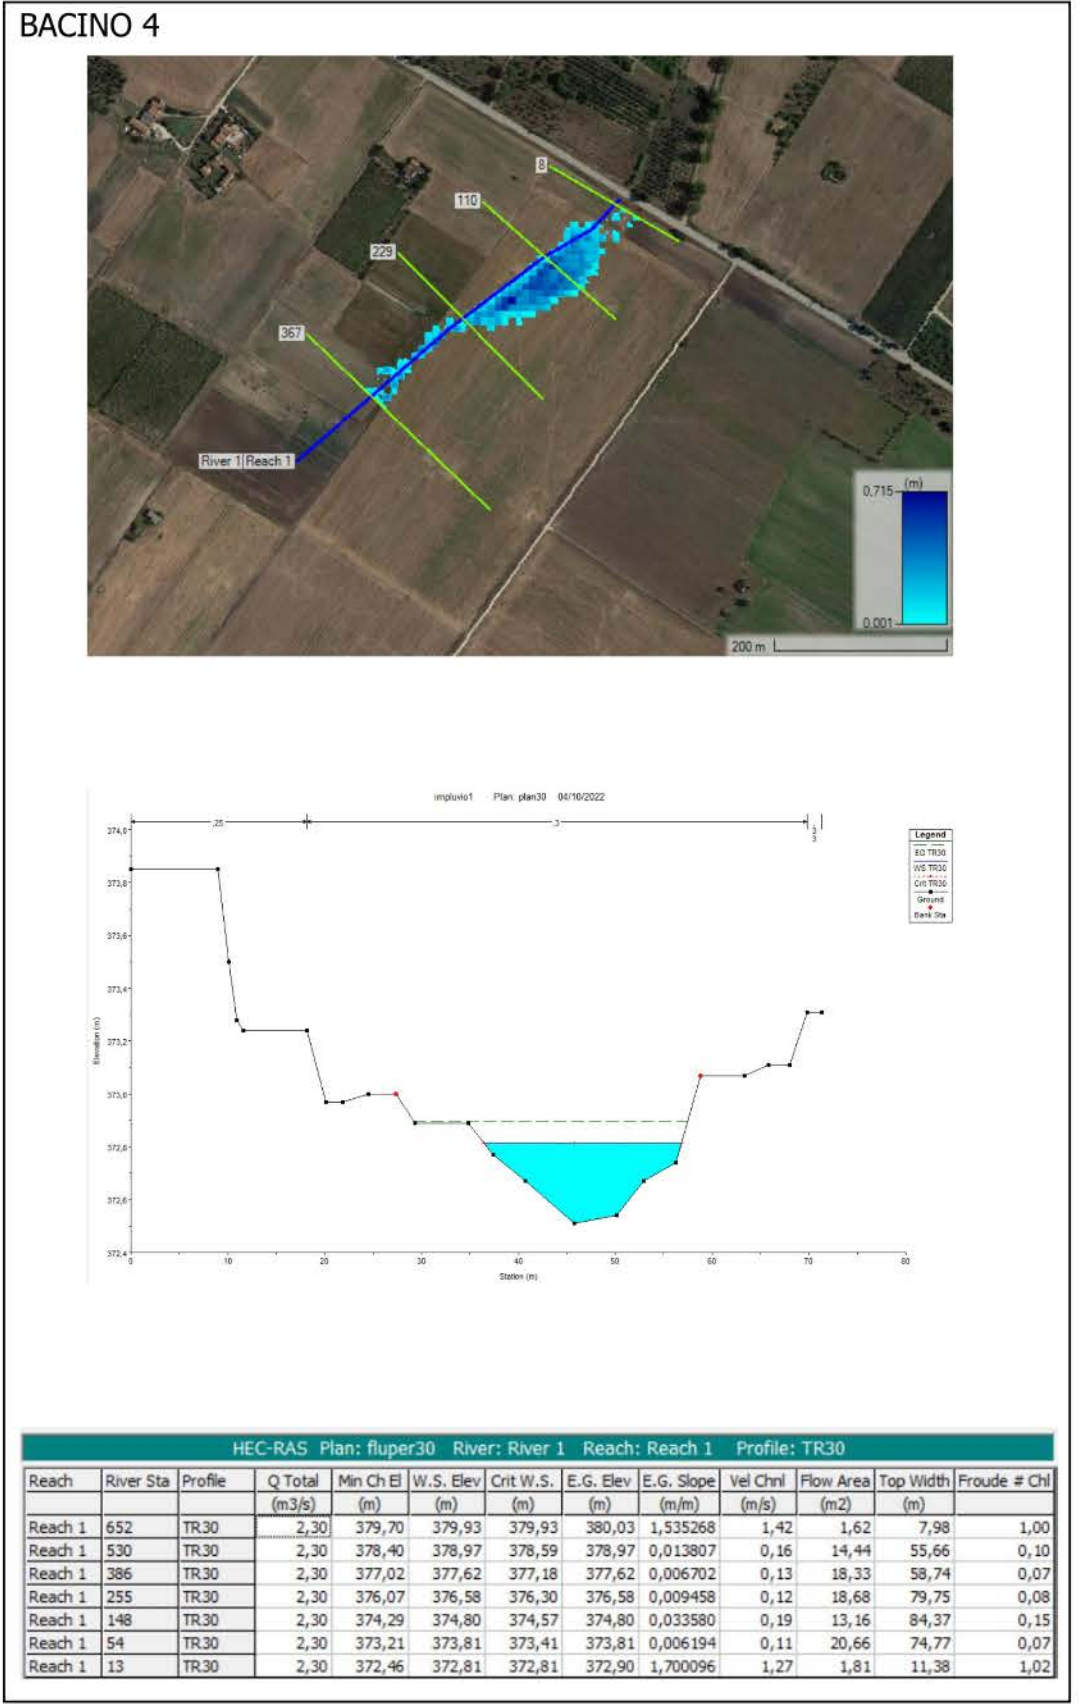 BACINO 4
8
110
229
367
River 1 Reach 1
(m)
0,715
0,001
200 m
impluvio1 Plan: plan30 04/10/2022
,25
,3
374,0
373,8
373,6
373,4
373,2
373,0
372,8
372,6
372,4
Elevation (m)
0 10 20 30 40 50 60 70 80
Station (m)
Legend
EG TR30
WS TR30
Crit TR30
Ground
Bank Sta
HEC-RAS Plan: fluper30 River: River 1 Reach: Reach 1 Profile: TR30
Reach River Sta Profile Q Total Min Ch El W.S. Elev Crit W.S. E.G. Elev E.G. Slope Vel Chnl Flow Area Top Width Froude # Chl
(m3/s) (m) (m) (m) (m) (m/m) (m/s) (m2) (m)
Reach 1 652 TR30 2,30 379,70 379,93 379,93 380,03 1,535268 1,42 1,62 7,98 1,00
Reach 1 530 TR30 2,30 378,40 378,97 378,59 378,97 0,013807 0,16 14,44 55,66 0,10
Reach 1 386 TR30 2,30 377,02 377,62 377,18 377,62 0,006702 0,13 18,33 58,74 0,07
Reach 1 255 TR30 2,30 376,07 376,58 376,30 376,58 0,009458 0,12 18,68 79,75 0,08
Reach 1 148 TR30 2,30 374,29 374,80 374,57 374,80 0,033580 0,19 13,16 84,37 0,15
Reach 1 54 TR30 2,30 373,21 373,81 373,41 373,81 0,006194 0,11 20,66 74,77 0,07
Reach 1 13 TR30 2,30 372,46 372,81 372,81 372,90 1,700096 1,27 1,81 11,38 1,02